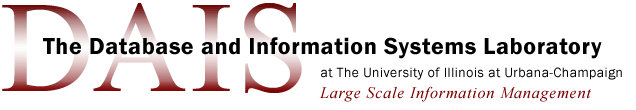 DAIS
The Database and Information Systems Laboratory
at The University of Illinois at Urbana-Champaign
Large Scale Information Management